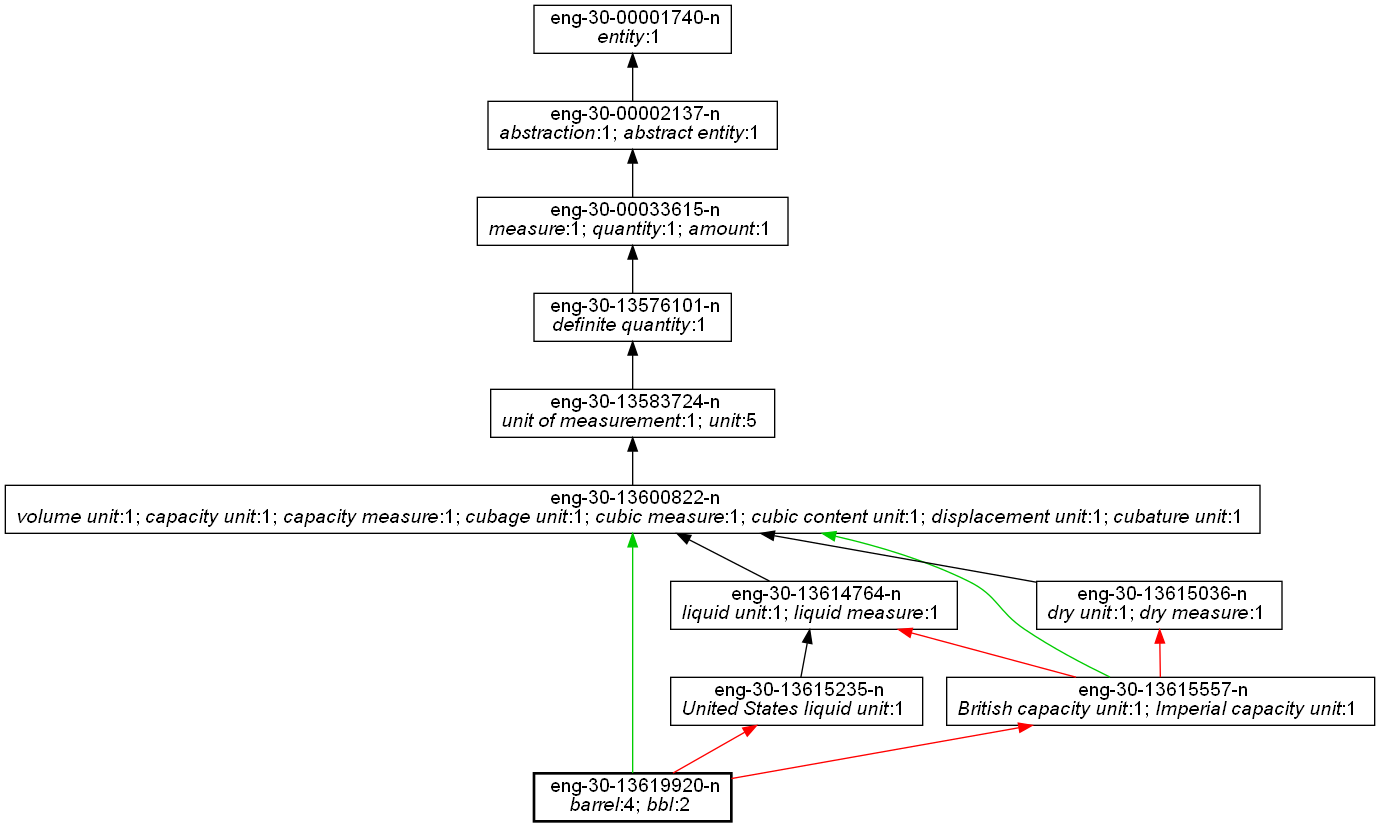 eng-30-00001740-n
entity:1
eng-30-00002137-n
abstraction:1; abstract entity:1
eng-30-00033615-n
measure:1; quantity:1; amount:1
eng-30-13576101-n
definite quantity:1
eng-30-13583724-n
unit of measurement:1; unit:5
eng-30-13600822-n
volume unit:1; capacity unit:1; capacity measure:1; cubage unit:1; cubic measure:1; cubic content unit:1; displacement unit:1; cubature unit:1
eng-30-13614764-n
liquid unit:1; liquid measure:1
eng-30-13615036-n
dry unit:1; dry measure:1
eng-30-13615235-n
United States liquid unit:1
eng-30-13615557-n
British capacity unit:1; Imperial capacity unit:1
eng-30-13619920-n
barrel:4; bbl:2